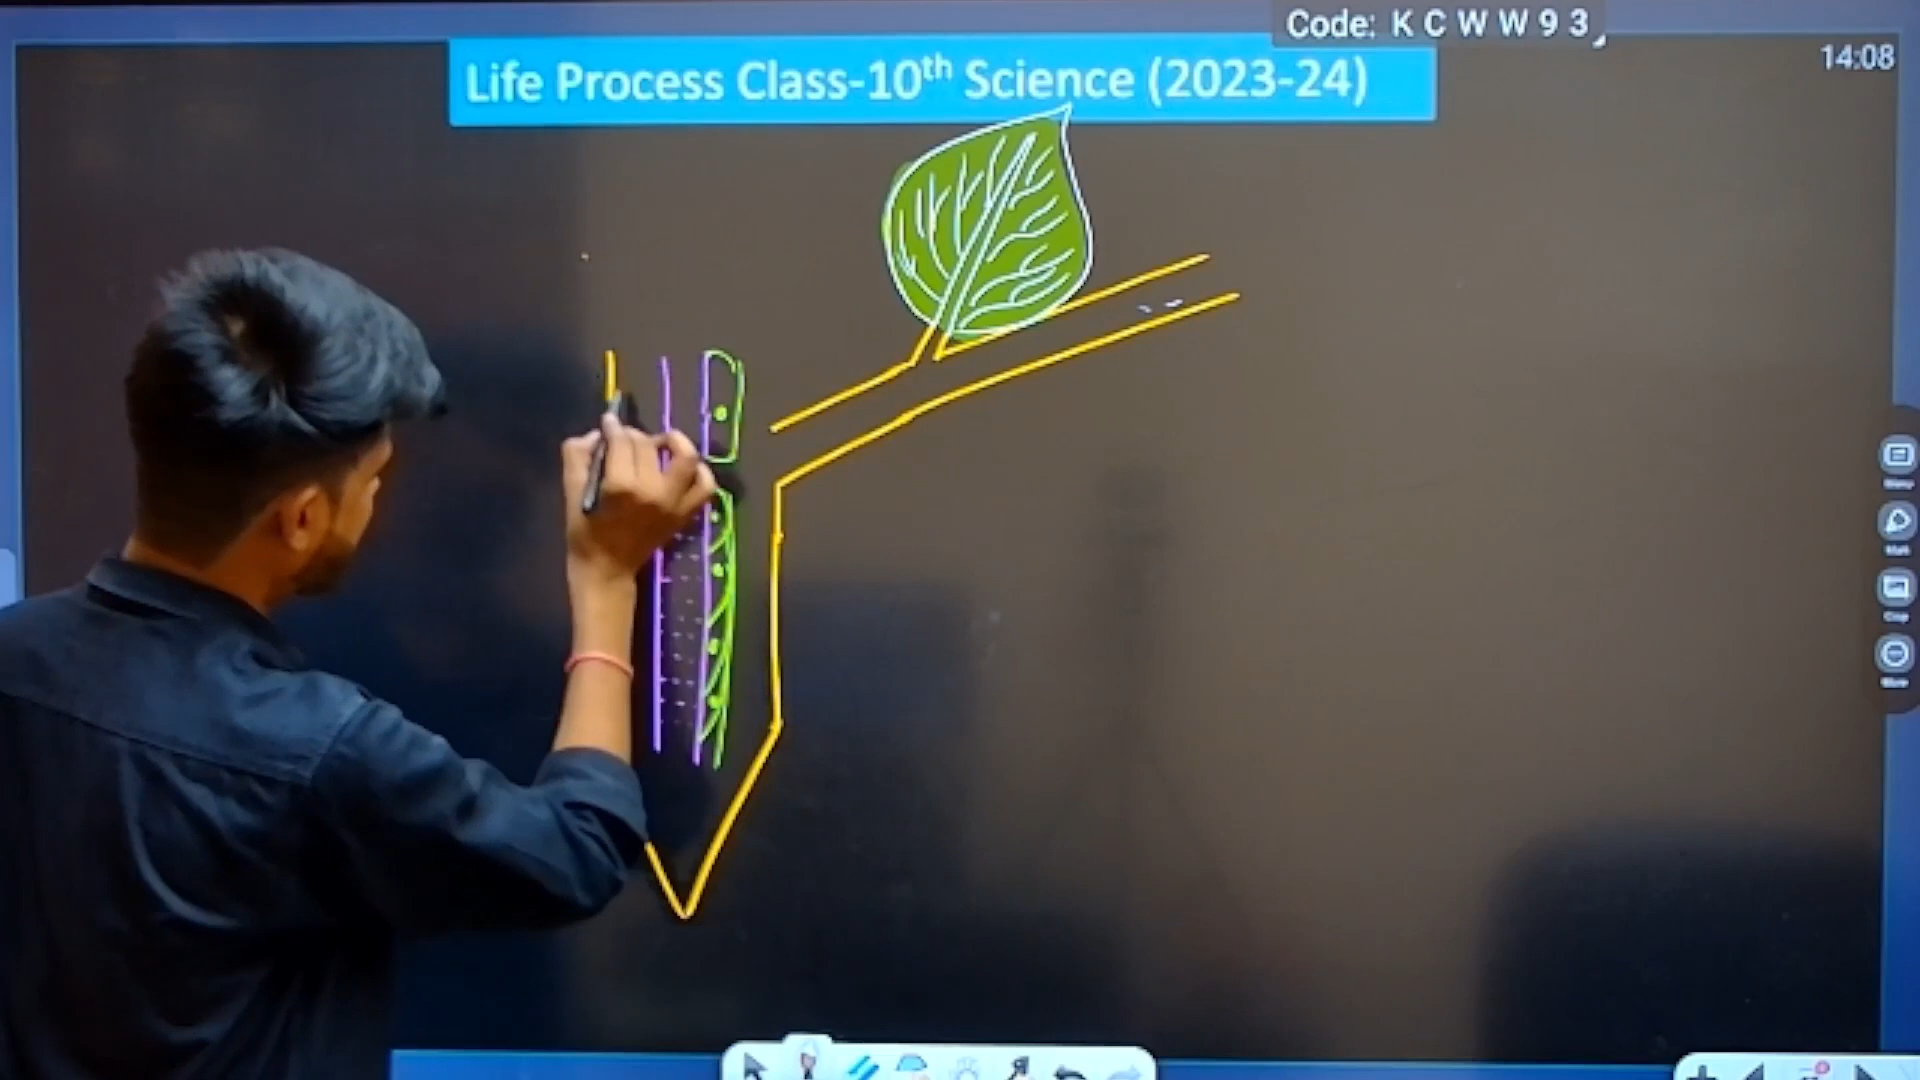 Code: K C W W 9 3
14:08
Life Process Class-10th Science (2023-24)